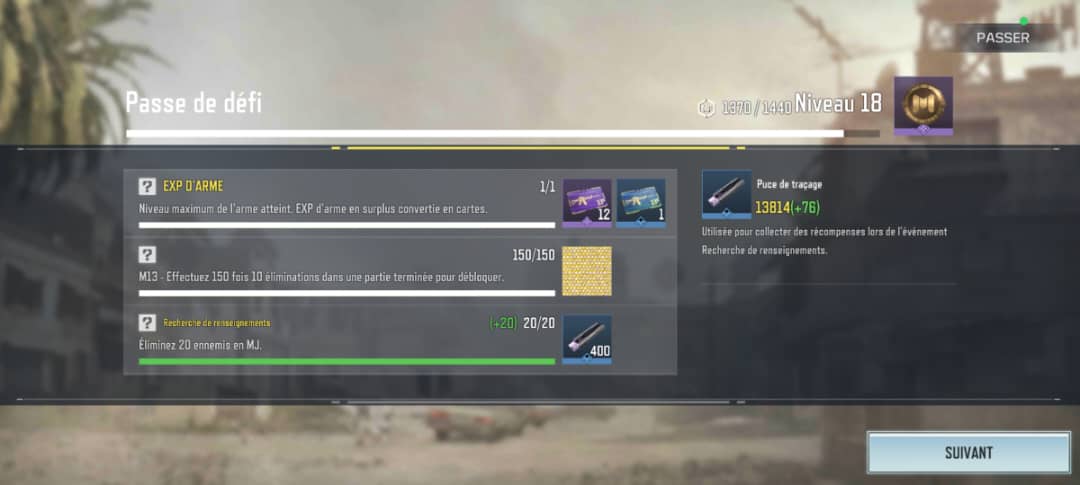 PASSER
Passe de défi
1370 / 1440 Niveau 18
? EXP D'ARME 1/1
Niveau maximum de l'arme atteint. EXP d'arme en surplus convertie en cartes.
XP 12
XP 1
? 150/150
M13 - Effectuez 150 fois 10 éliminations dans une partie terminée pour débloquer.
? Recherche de renseignements (+20) 20/20
Éliminez 20 ennemis en MJ.
400
Puce de traçage
13814(+76)
Utilisée pour collecter des récompenses lors de l'événement
Recherche de renseignements.
SUIVANT